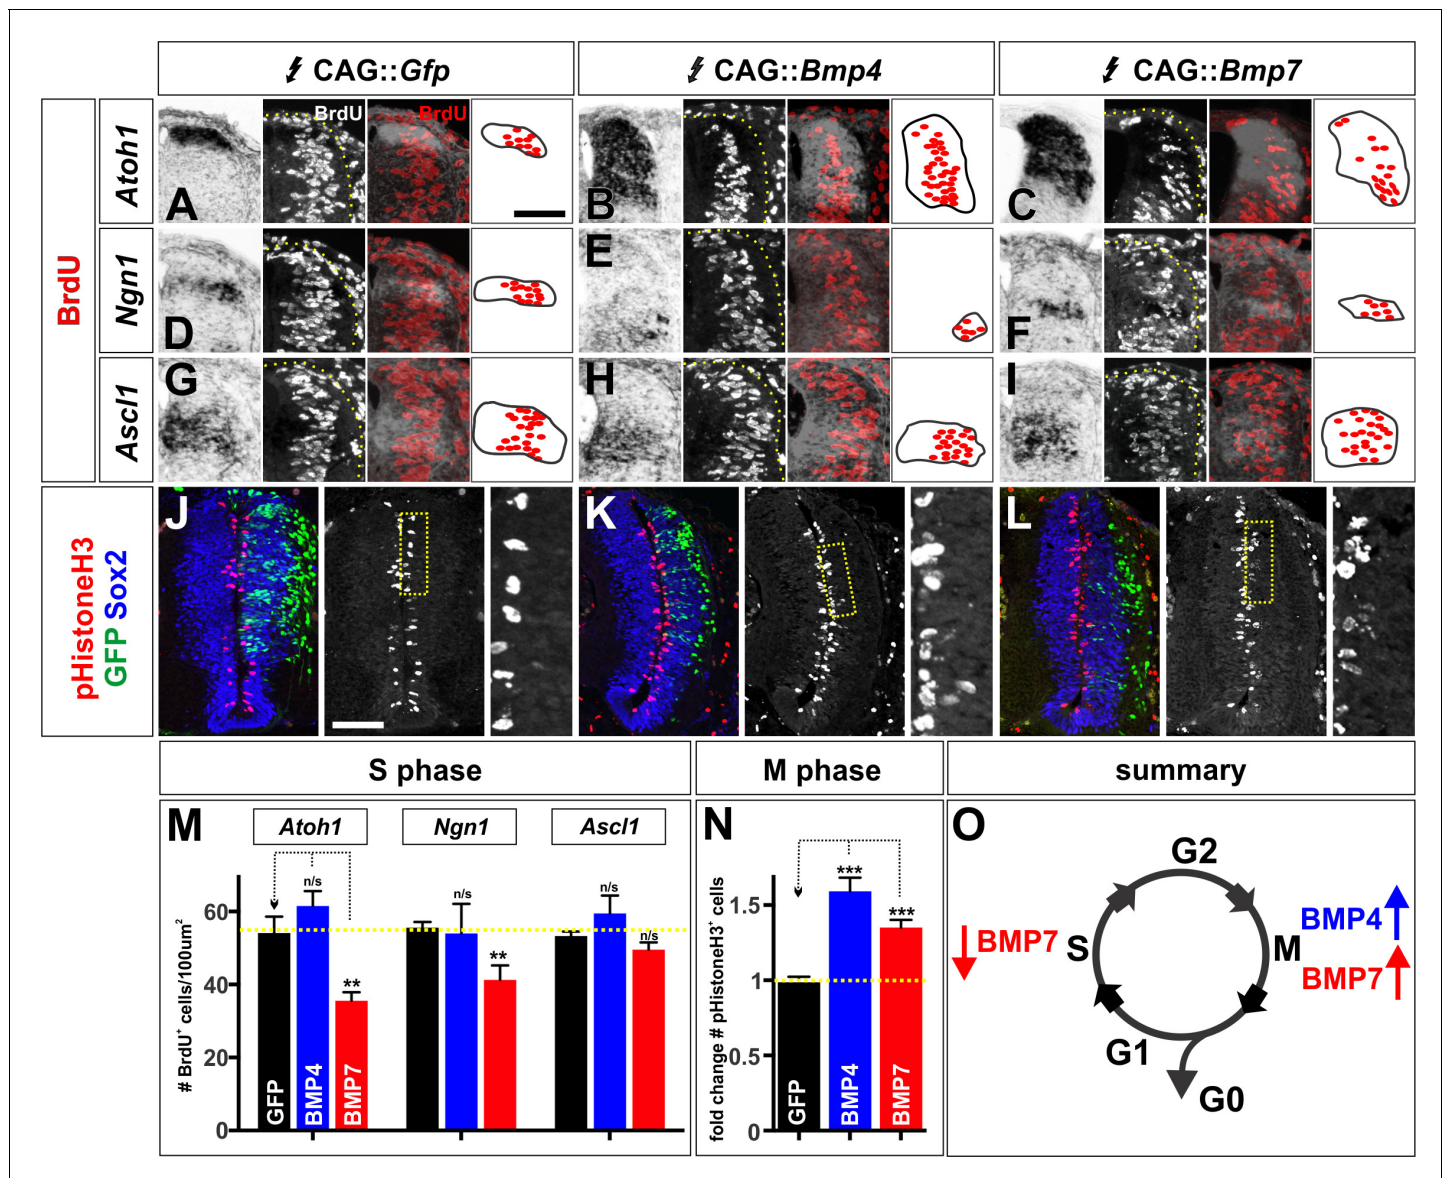 CAG::Gfp
CAG::Bmp4
CAG::Bmp7
BrdU
Atoh1
A
BrdU
BrdU
B
C
Ngn1
D
E
F
Ascl1
G
H
I
pHistoneH3
GFP Sox2
J
K
L
S phase
M phase
summary
M
Atoh1
Ngn1
Ascl1
# BrdU⁺ cells/100um²
60
40
20
0
n/s
**
n/s
**
n/s
n/s
GFP
BMP4
BMP7
N
fold change # pHistoneH3⁺ cells
1.5
1
0.5
0
***
***
GFP
BMP4
BMP7
O
G2
BMP7
S
M
BMP4
BMP7
G1
G0